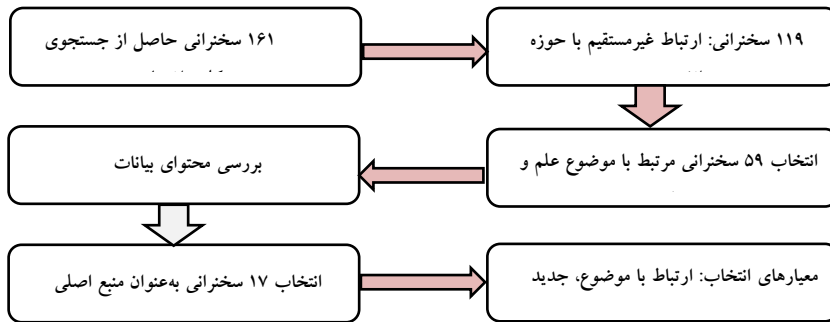 ۱۶۱ سخنرانی حاصل از جستجوی
۱۱۹ سخنرانی: ارتباط غیرمستقیم با حوزه
انتخاب ۵۹ سخنرانی مرتبط با موضوع علم و
بررسی محتوای بیانات
انتخاب ۱۷ سخنرانی به‌عنوان منبع اصلی
معیارهای انتخاب: ارتباط با موضوع، جدید